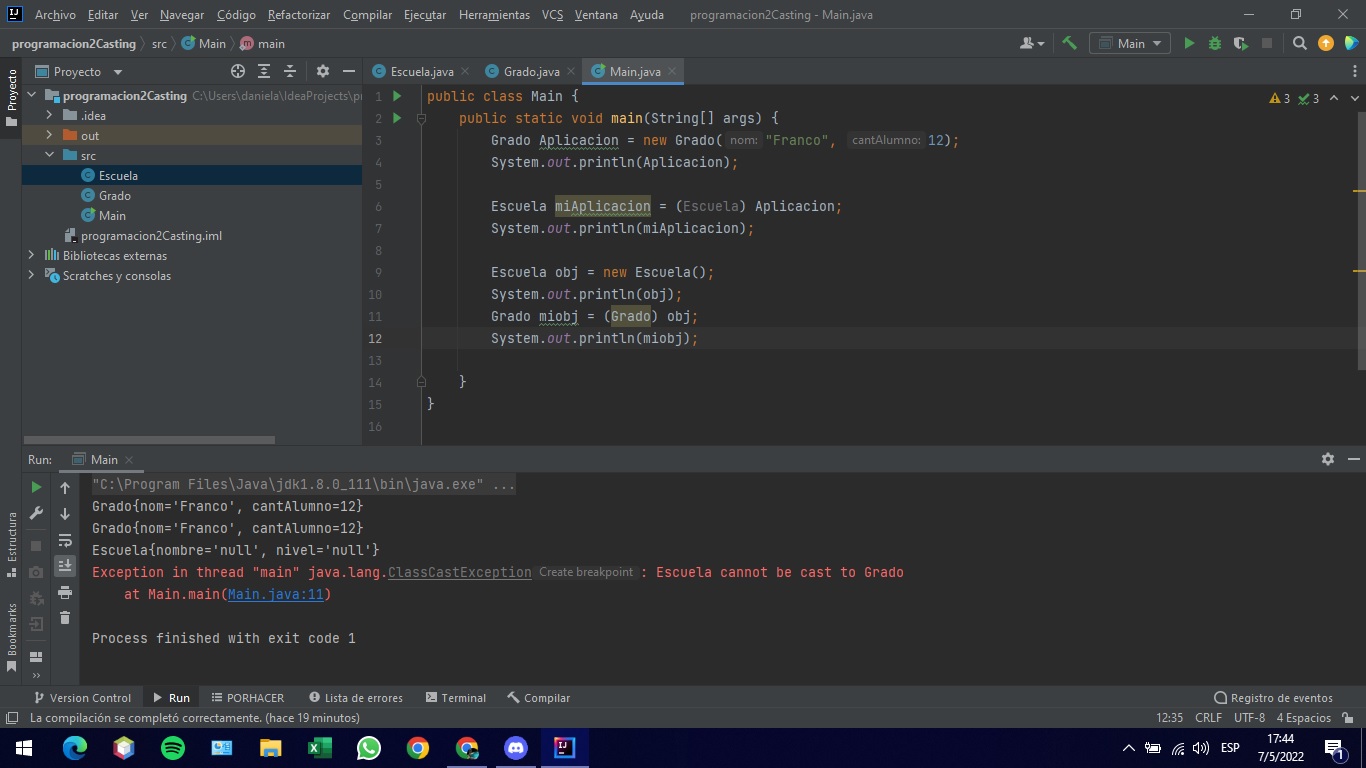 Archivo Editar Ver Navegar Código Refactorizar Compilar Ejecutar Herramientas VCS Ventana Ayuda programacion2Casting - Main.java
programacion2Casting src Main main Main
Proyecto
Proyecto
Escuela.java Grado.java Main.java
programacion2Casting C:\Users\daniela\IdeaProjects\p
.idea
out
src
Escuela
Grado
Main
programacion2Casting.iml
Bibliotecas externas
Scratches y consolas
3 3
1 public class Main {
2 public static void main(String[] args) {
3 Grado Aplicacion = new Grado( nom: "Franco", cantAlumno: 12);
4 System.out.println(Aplicacion);
5
6 Escuela miAplicacion = (Escuela) Aplicacion;
7 System.out.println(miAplicacion);
8
9 Escuela obj = new Escuela();
10 System.out.println(obj);
11 Grado miobj = (Grado) obj;
12 System.out.println(miobj);
13
14 }
15 }
16
Run: Main
Estructura
Bookmarks
"C:\Program Files\Java\jdk1.8.0_111\bin\java.exe" ...
Grado{nom='Franco', cantAlumno=12}
Grado{nom='Franco', cantAlumno=12}
Escuela{nombre='null', nivel='null'}
Exception in thread "main" java.lang.ClassCastException Create breakpoint : Escuela cannot be cast to Grado
at Main.main(Main.java:11)
Process finished with exit code 1
Version Control Run PORHACER Lista de errores Terminal Compilar Registro de eventos
La compilación se completó correctamente. (hace 19 minutos) 12:35 CRLF UTF-8 4 Espacios
ESP 17:44
7/5/2022 1